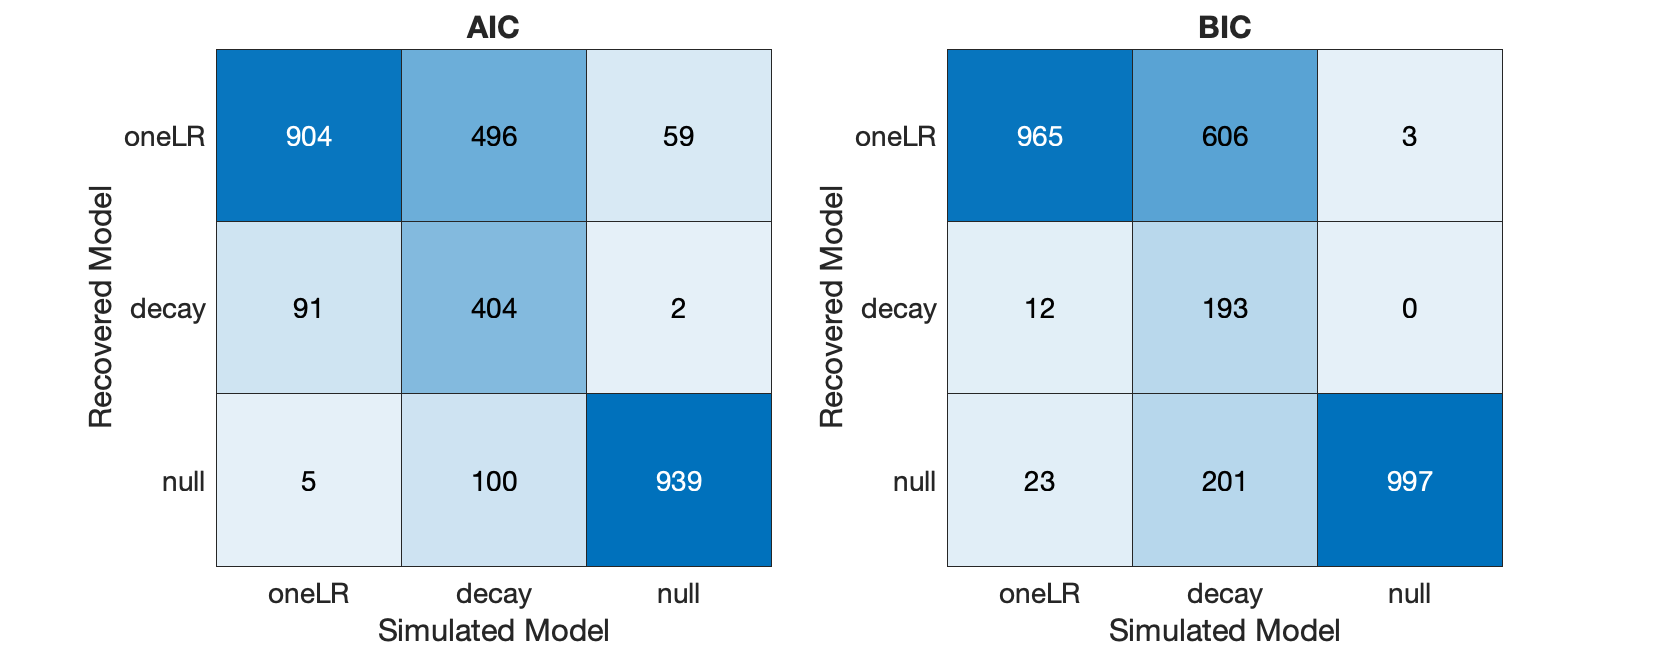 AIC
Recovered Model
oneLR
904
496
59
decay
91
404
2
null
5
100
939
oneLR
decay
null
Simulated Model
BIC
Recovered Model
oneLR
965
606
3
decay
12
193
0
null
23
201
997
oneLR
decay
null
Simulated Model